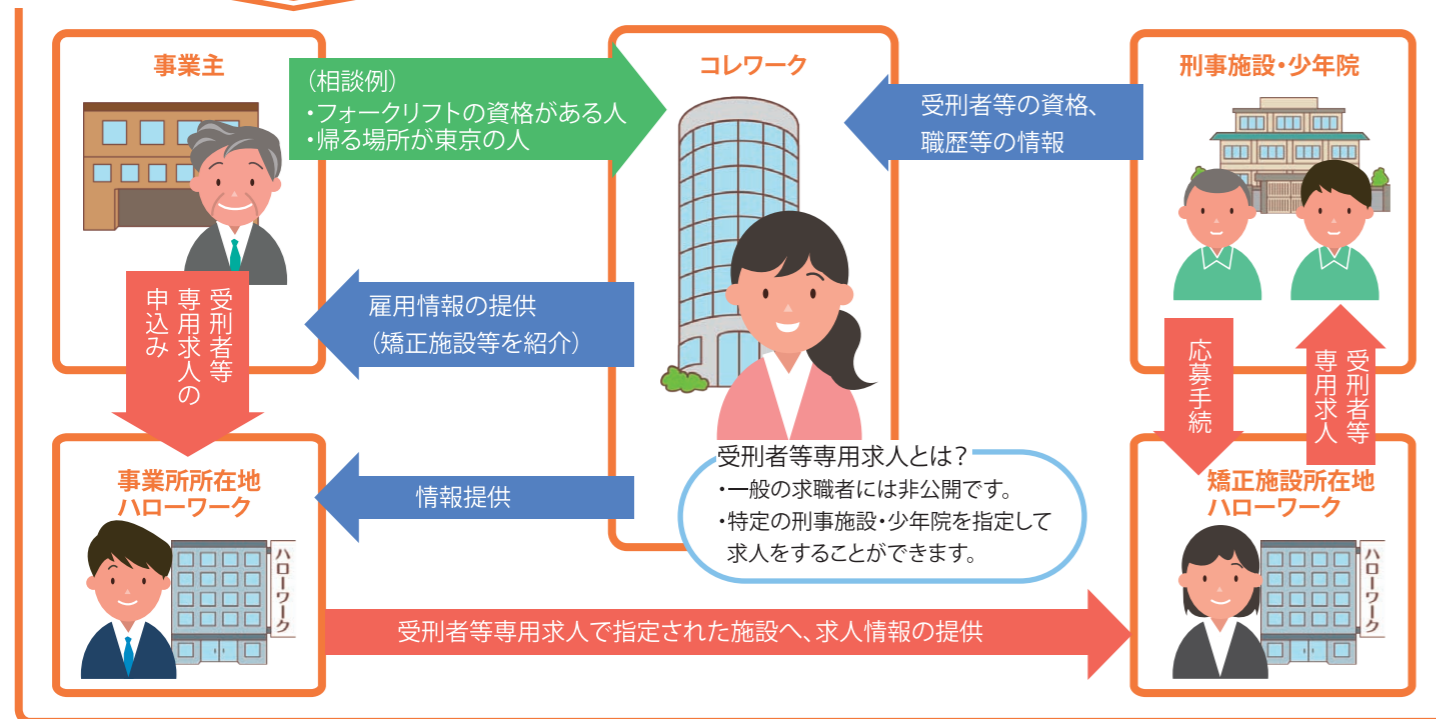 事業主
(相談例)
・フォークリフトの資格がある人
・帰る場所が東京の人
コレワーク
受刑者等の資格、
職歴等の情報
刑事施設・少年院
雇用情報の提供
(矯正施設等を紹介)
受刑者等
専用求人の
申込み
応募手続
受刑者等
専用求人
事業所所在地
ハローワーク
ハローワーク
情報提供
受刑者等専用求人とは?
・一般の求職者には非公開です。
・特定の刑事施設・少年院を指定して
求人をすることができます。
矯正施設所在地
ハローワーク
ハローワーク
受刑者等専用求人で指定された施設へ、求人情報の提供